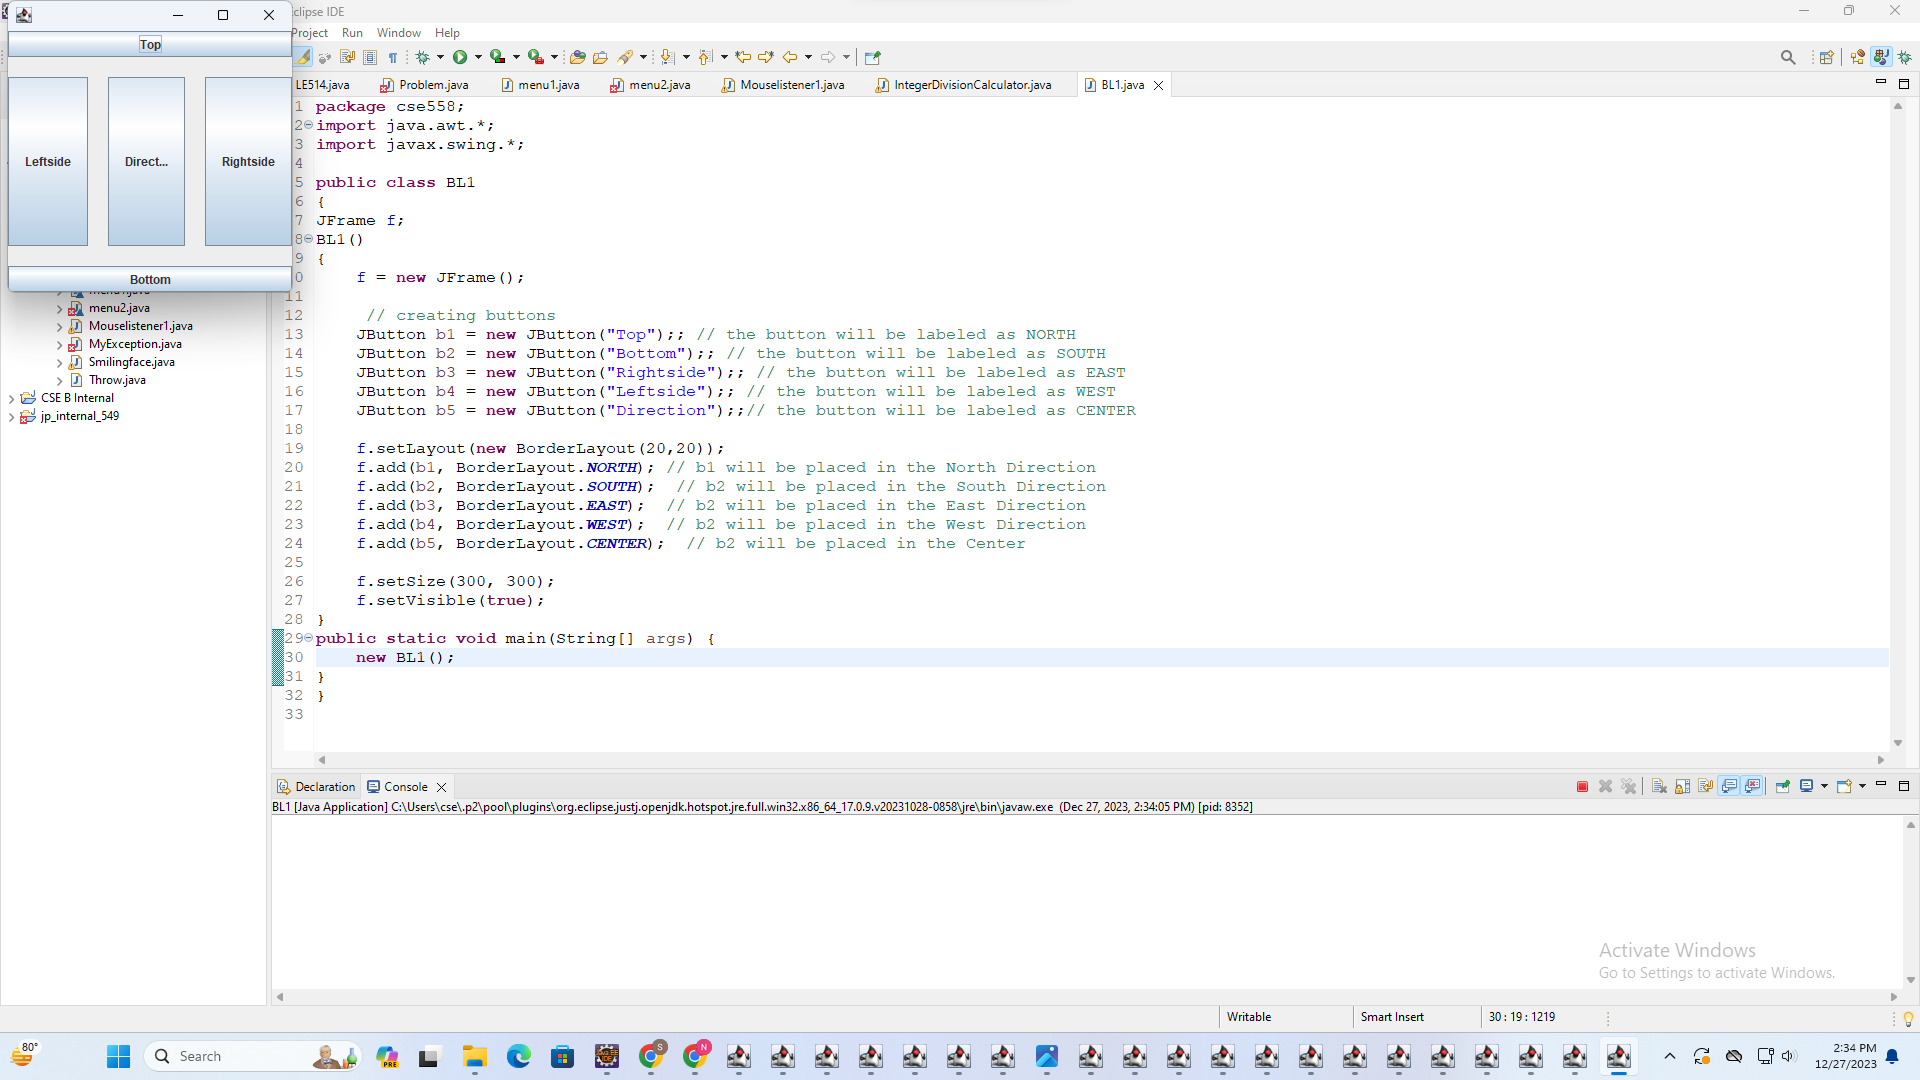 Eclipse IDE
Project Run Window Help
Top
Leftside
Direct...
Rightside
Bottom
LE514.java Problem.java menu1.java menu2.java Mouselistener1.java IntegerDivisionCalculator.java BL1.java
menu2.java
Mouselistener1.java
MyException.java
Smilingface.java
Throw.java
CSE B Internal
jp_internal_549
1 package cse558;
2 import java.awt.*;
3 import javax.swing.*;
4
5 public class BL1
6 {
7 JFrame f;
8 BL1()
9 {
0 f = new JFrame();
11
12 // creating buttons
13 JButton b1 = new JButton("Top");; // the button will be labeled as NORTH
14 JButton b2 = new JButton("Bottom");; // the button will be labeled as SOUTH
15 JButton b3 = new JButton("Rightside");; // the button will be labeled as EAST
16 JButton b4 = new JButton("Leftside");; // the button will be labeled as WEST
17 JButton b5 = new JButton("Direction");;// the button will be labeled as CENTER
18
19 f.setLayout(new BorderLayout(20,20));
20 f.add(b1, BorderLayout.NORTH); // b1 will be placed in the North Direction
21 f.add(b2, BorderLayout.SOUTH); // b2 will be placed in the South Direction
22 f.add(b3, BorderLayout.EAST); // b2 will be placed in the East Direction
23 f.add(b4, BorderLayout.WEST); // b2 will be placed in the West Direction
24 f.add(b5, BorderLayout.CENTER); // b2 will be placed in the Center
25
26 f.setSize(300, 300);
27 f.setVisible(true);
28 }
29 public static void main(String[] args) {
30 new BL1();
31 }
32 }
33
Declaration Console
BL1 [Java Application] C:\Users\cse\.p2\pool\plugins\org.eclipse.justj.openjdk.hotspot.jre.full.win32.x86_64_17.0.9.v20231028-0858\jre\bin\javaw.exe (Dec 27, 2023, 2:34:05 PM) [pid: 8352]
Activate Windows
Go to Settings to activate Windows.
Writable Smart Insert 30 : 19 : 1219
80°
Search
PRE
S
N
2:34 PM
12/27/2023